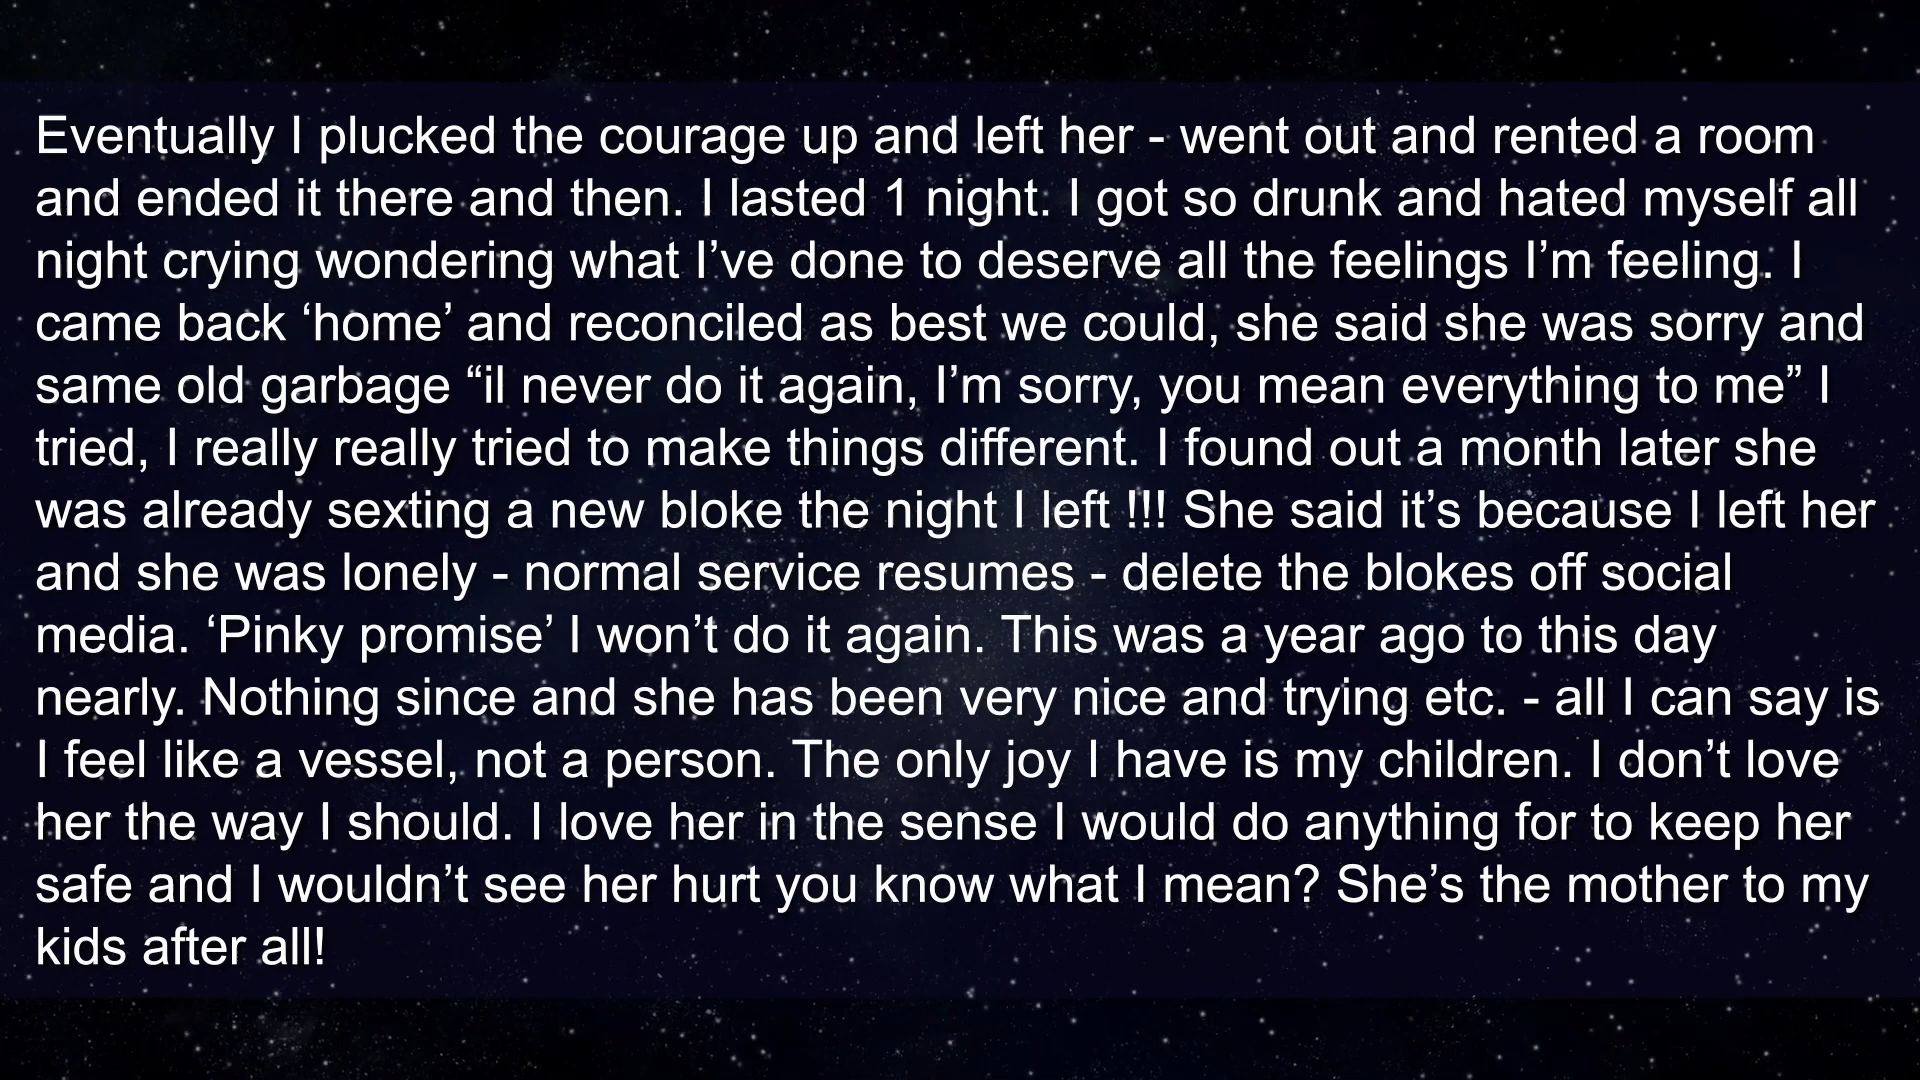 Eventually I plucked the courage up and left her - went out and rented a room
and ended it there and then. I lasted 1 night. I got so drunk and hated myself all
night crying wondering what I’ve done to deserve all the feelings I’m feeling. I
came back ‘home’ and reconciled as best we could, she said she was sorry and
same old garbage “il never do it again, I’m sorry, you mean everything to me” I
tried, I really really tried to make things different. I found out a month later she
was already sexting a new bloke the night I left !!! She said it’s because I left her
and she was lonely - normal service resumes - delete the blokes off social
media. ‘Pinky promise’ I won’t do it again. This was a year ago to this day
nearly. Nothing since and she has been very nice and trying etc. - all I can say is
I feel like a vessel, not a person. The only joy I have is my children. I don’t love
her the way I should. I love her in the sense I would do anything for to keep her
safe and I wouldn’t see her hurt you know what I mean? She’s the mother to my
kids after all!